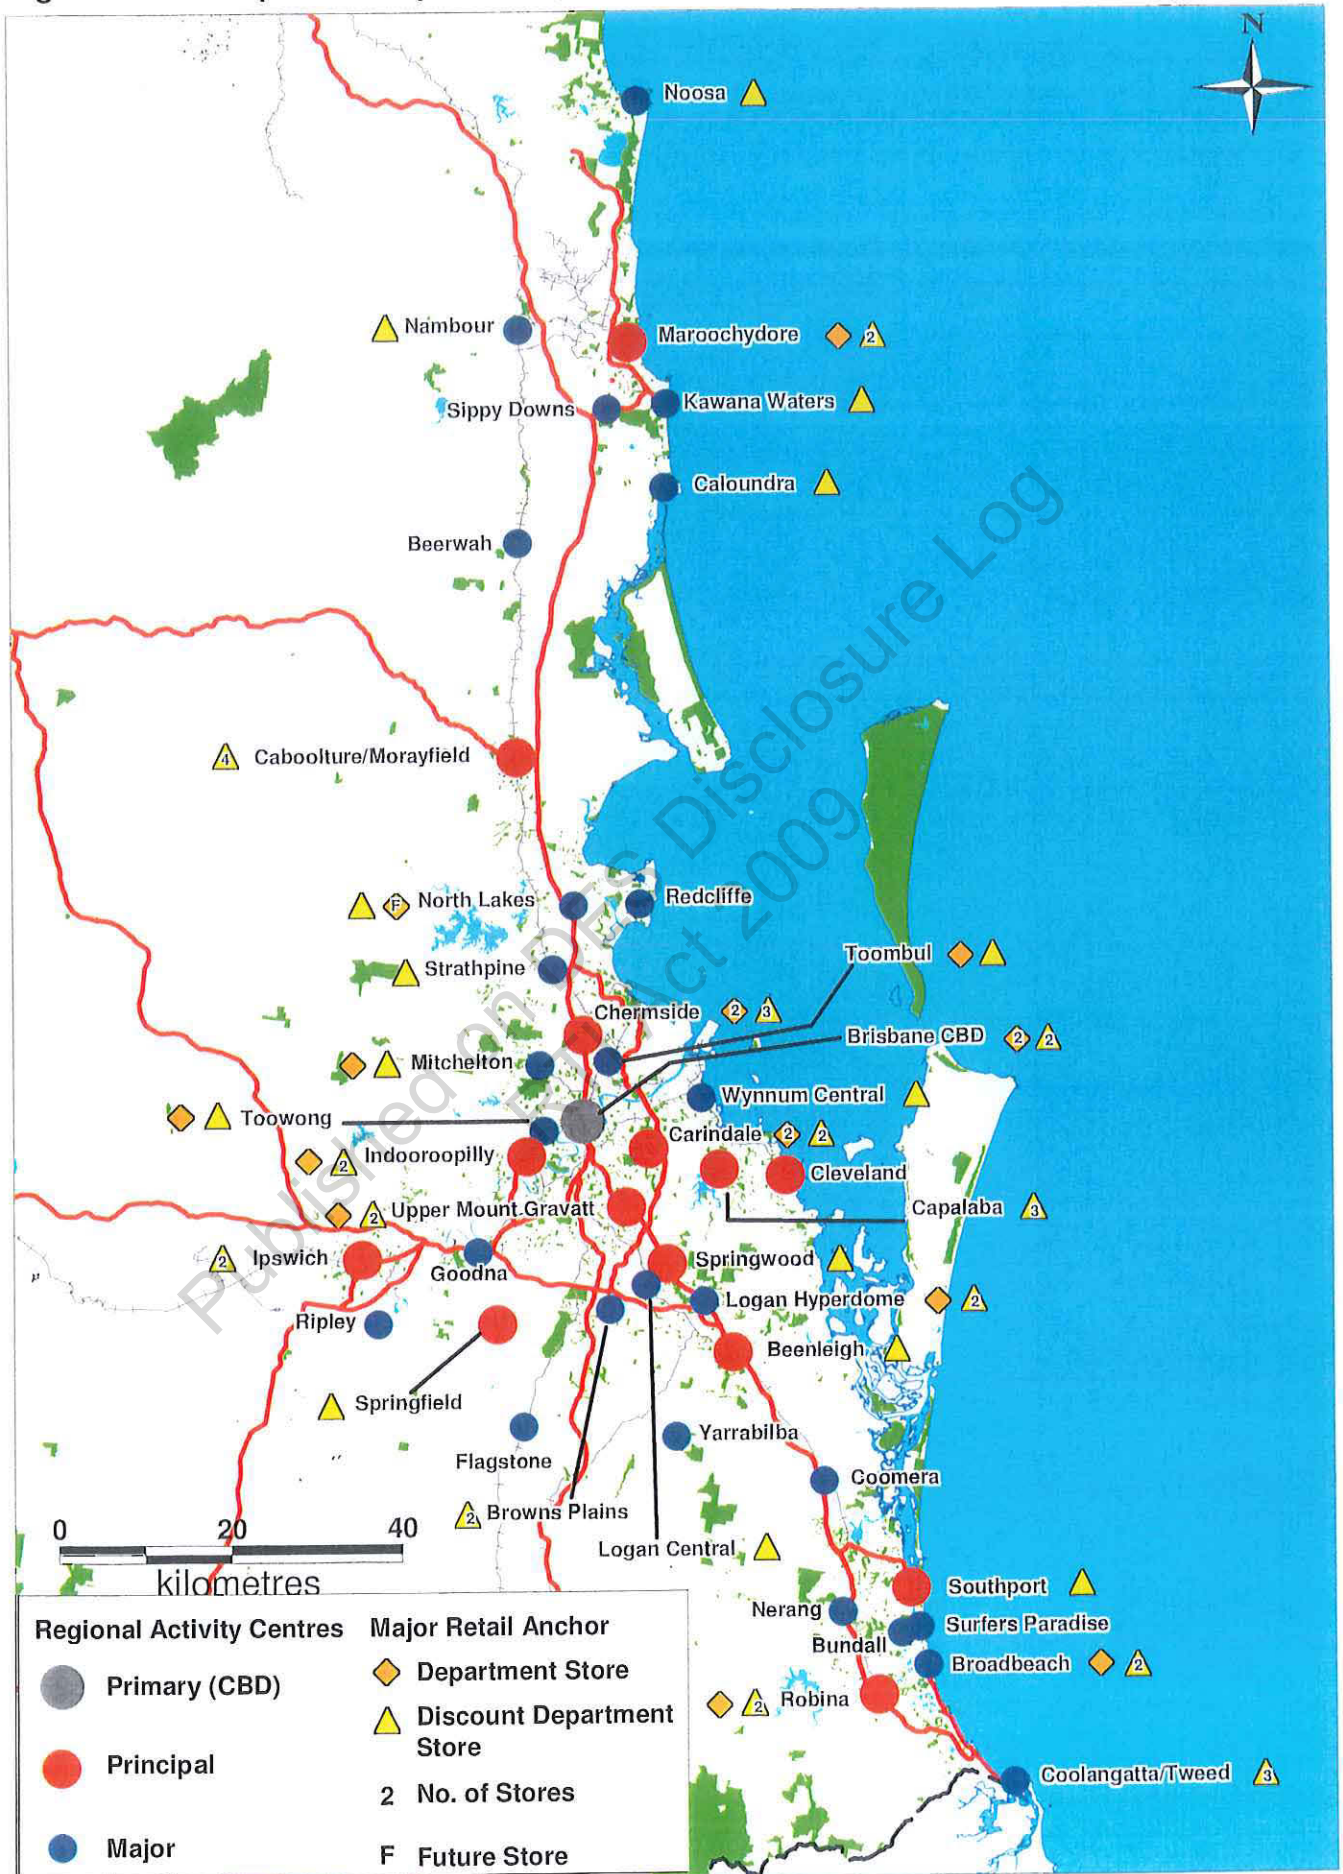 N
Noosa
Nambour
Maroochydore
2
Sippy Downs
Kawana Waters
Caloundra
Beerwah
4
Caboolture/Morayfield
F
North Lakes
Redcliffe
Toombul
Strathpine
Chermside
2
3
Brisbane CBD
2
2
Mitchelton
Wynnum Central
Toowong
Carindale
2
2
Indooroopilly
2
Cleveland
Upper Mount Gravatt
2
Capalaba
3
Ipswich
2
Goodna
Springwood
Ripley
Logan Hyperdome
2
Beenleigh
Springfield
Yarrabilba
Flagstone
Coomera
2
Browns Plains
Logan Central
0 20 40
kilometres
Southport
Nerang
Surfers Paradise
Bundall
Broadbeach
2
2
Robina
Coolangatta/Tweed
3
Regional Activity Centres
Primary (CBD)
Principal
Major
Major Retail Anchor
Department Store
Discount Department
Store
2 No. of Stores
F Future Store
Published on DES Disclosure Log
RTI Act 2009